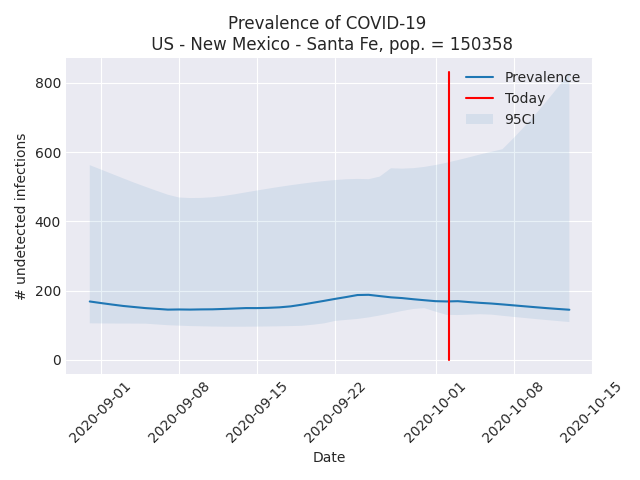 Prevalence of COVID-19
US - New Mexico - Santa Fe, pop. = 150358
800
600
400
200
0
# undetected infections
Prevalence
Today
95CI
2020-09-01
2020-09-08
2020-09-15
2020-09-22
2020-10-01
2020-10-08
2020-10-15
Date